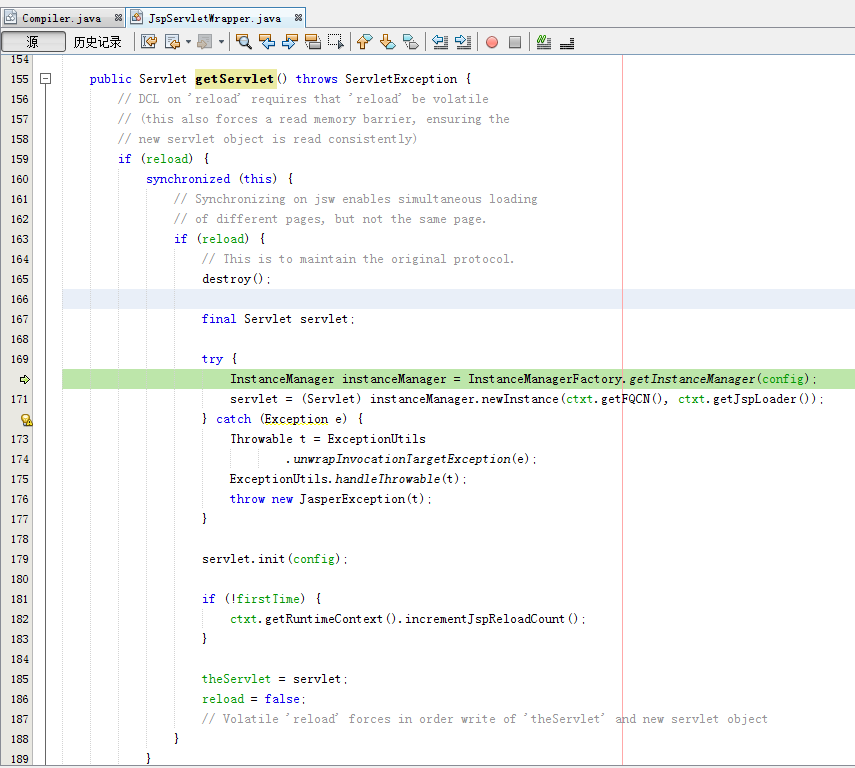 Compiler.java JspServletWrapper.java
源 历史记录
154
155 public Servlet getServlet() throws ServletException {
156 // DCL on 'reload' requires that 'reload' be volatile
157 // (this also forces a read memory barrier, ensuring the
158 // new servlet object is read consistently)
159 if (reload) {
160 synchronized (this) {
161 // Synchronizing on jsw enables simultaneous loading
162 // of different pages, but not the same page.
163 if (reload) {
164 // This is to maintain the original protocol.
165 destroy();
166
167 final Servlet servlet;
168
169 try {
InstanceManager instanceManager = InstanceManagerFactory.getInstanceManager(config);
171 servlet = (Servlet) instanceManager.newInstance(ctxt.getFQCN(), ctxt.getJspLoader());
} catch (Exception e) {
173 Throwable t = ExceptionUtils
174 .unwrapInvocationTargetException(e);
175 ExceptionUtils.handleThrowable(t);
176 throw new JasperException(t);
177 }
178
179 servlet.init(config);
180
181 if (!firstTime) {
182 ctxt.getRuntimeContext().incrementJspReloadCount();
183 }
184
185 theServlet = servlet;
186 reload = false;
187 // Volatile 'reload' forces in order write of 'theServlet' and new servlet object
188 }
189 }